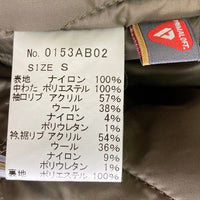 No. 0153AB02
SIZE S
表地 ナイロン 100%
中わた ポリエステル 100%
袖口リブ アクリル 57%
ウール 38%
ナイロン 4%
ポリウレタン 1%
衿、裾リブ アクリル 54%
ウール 36%
ナイロン 9%
ポリウレタン 1%
裏地 ポリエステル 100%
PRIMALOFT